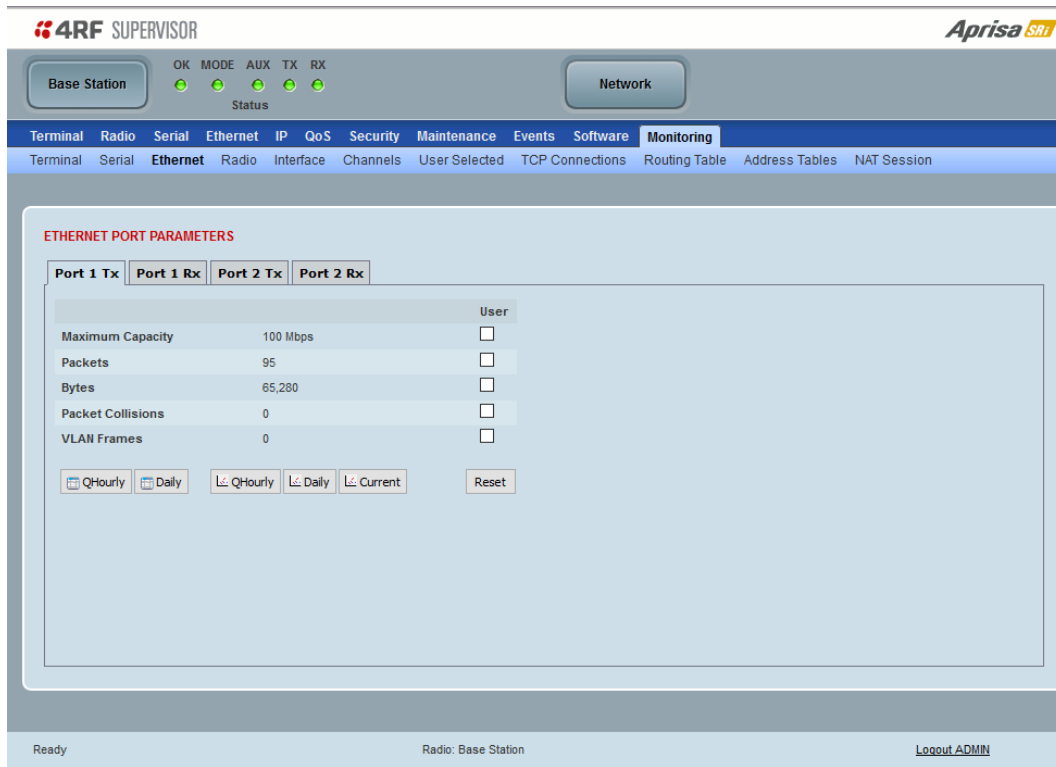 4RF SUPERVISOR
Aprisa SRi
Base Station
OK MODE AUX TX RX
Status
Network
Terminal Radio Serial Ethernet IP QoS Security Maintenance Events Software Monitoring
Terminal Serial Ethernet Radio Interface Channels User Selected TCP Connections Routing Table Address Tables NAT Session
ETHERNET PORT PARAMETERS
Port 1 Tx Port 1 Rx Port 2 Tx Port 2 Rx
User
Maximum Capacity 100 Mbps
Packets 95
Bytes 65,280
Packet Collisions 0
VLAN Frames 0
QHourly Daily QHourly Daily Current Reset
Ready Radio: Base Station Logout ADMIN